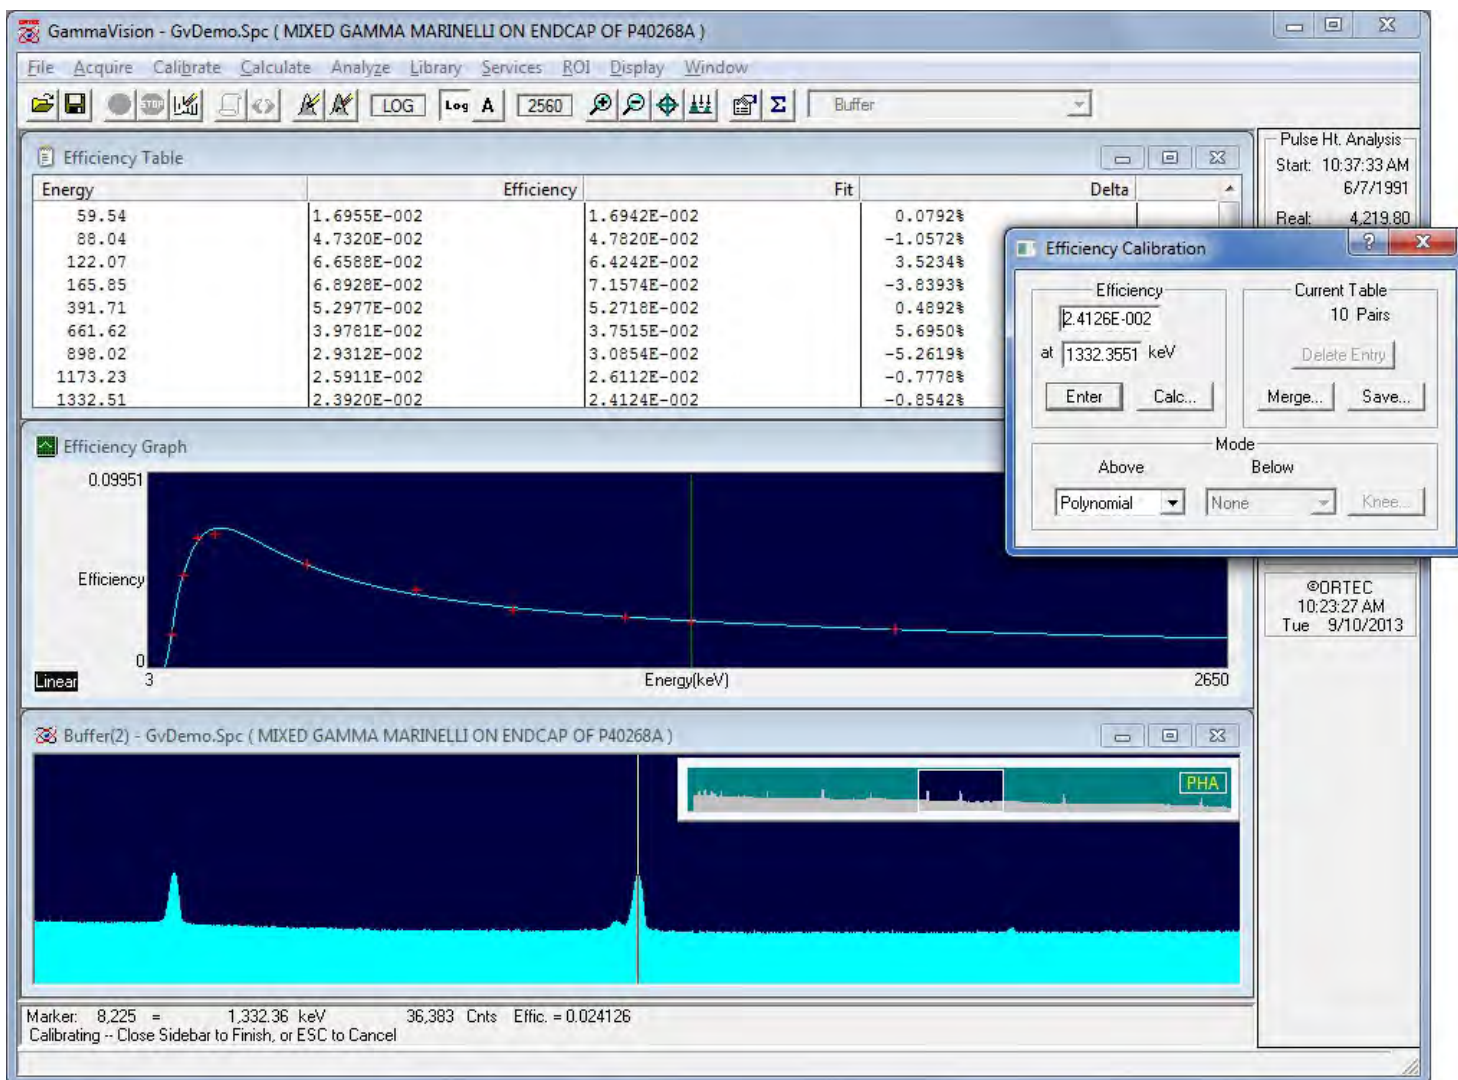 GammaVision - GvDemo.Spc ( MIXED GAMMA MARINELLI ON ENDCAP OF P40268A )
File Acquire Calibrate Calculate Analyze Library Services ROI Display Window
STOP LOG Log A 2560 Σ Buffer
Efficiency Table
Energy Efficiency Fit Delta
59.54 1.6955E-002 1.6942E-002 0.0792%
88.04 4.7320E-002 4.7820E-002 -1.0572%
122.07 6.6588E-002 6.4242E-002 3.5234%
165.85 6.8928E-002 7.1574E-002 -3.8393%
391.71 5.2977E-002 5.2718E-002 0.4892%
661.62 3.9781E-002 3.7515E-002 5.6950%
898.02 2.9312E-002 3.0854E-002 -5.2619%
1173.23 2.5911E-002 2.6112E-002 -0.7778%
1332.51 2.3920E-002 2.4124E-002 -0.8542%
Pulse Ht. Analysis
Start: 10:37:33 AM
6/7/1991
Real: 4,219.80
Efficiency Calibration
Efficiency
2.4126E-002
at 1332.3551 keV
Enter Calc...
Current Table
10 Pairs
Delete Entry
Merge... Save...
Mode
Above Below
Polynomial None Knee...
Efficiency Graph
0.09951
Efficiency
0
Linear 3 Energy(keV) 2650
©ORTEC
10:23:27 AM
Tue 9/10/2013
Buffer(2) - GvDemo.Spc ( MIXED GAMMA MARINELLI ON ENDCAP OF P40268A )
PHA
Marker: 8,225 = 1,332.36 keV 36,383 Cnts Effic. = 0.024126
Calibrating -- Close Sidebar to Finish, or ESC to Cancel